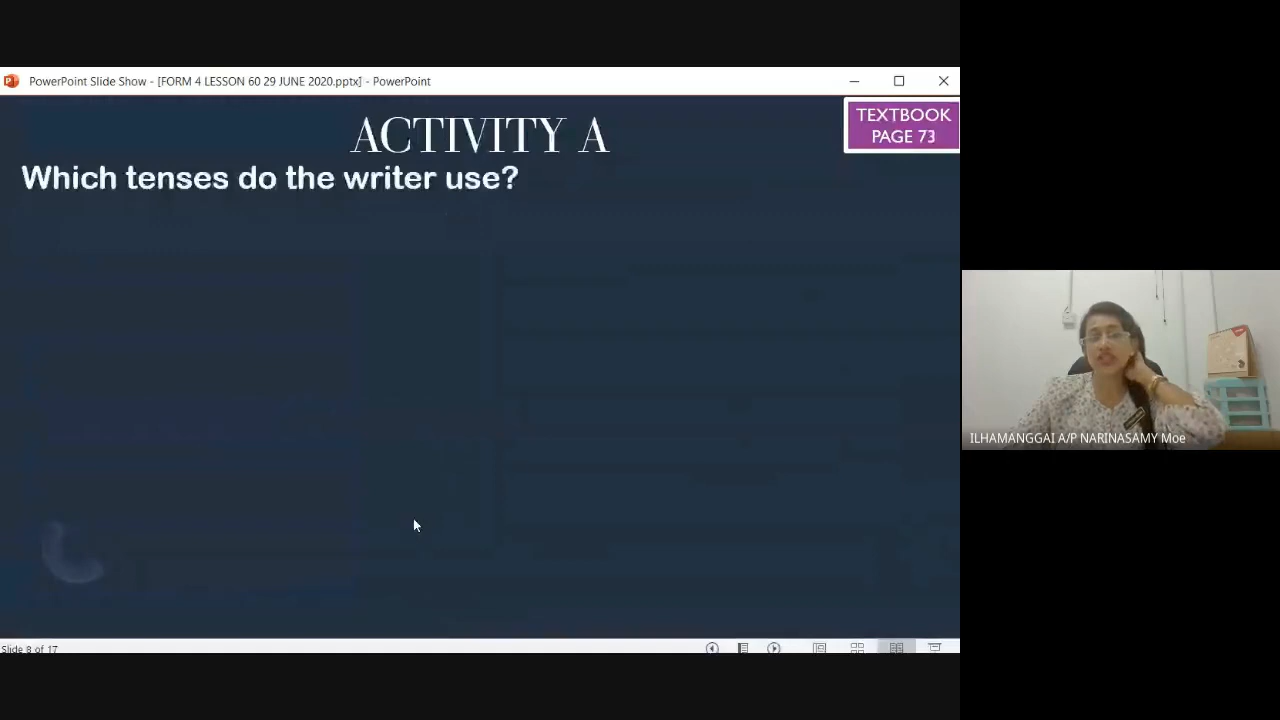 PowerPoint Slide Show - [FORM 4 LESSON 60 29 JUNE 2020.pptx] - PowerPoint
ACTIVITY A
TEXTBOOK
PAGE 73
Which tenses do the writer use?
ILHAMANGGAI A/P NARINASAMY Moe
Slide 8 of 17